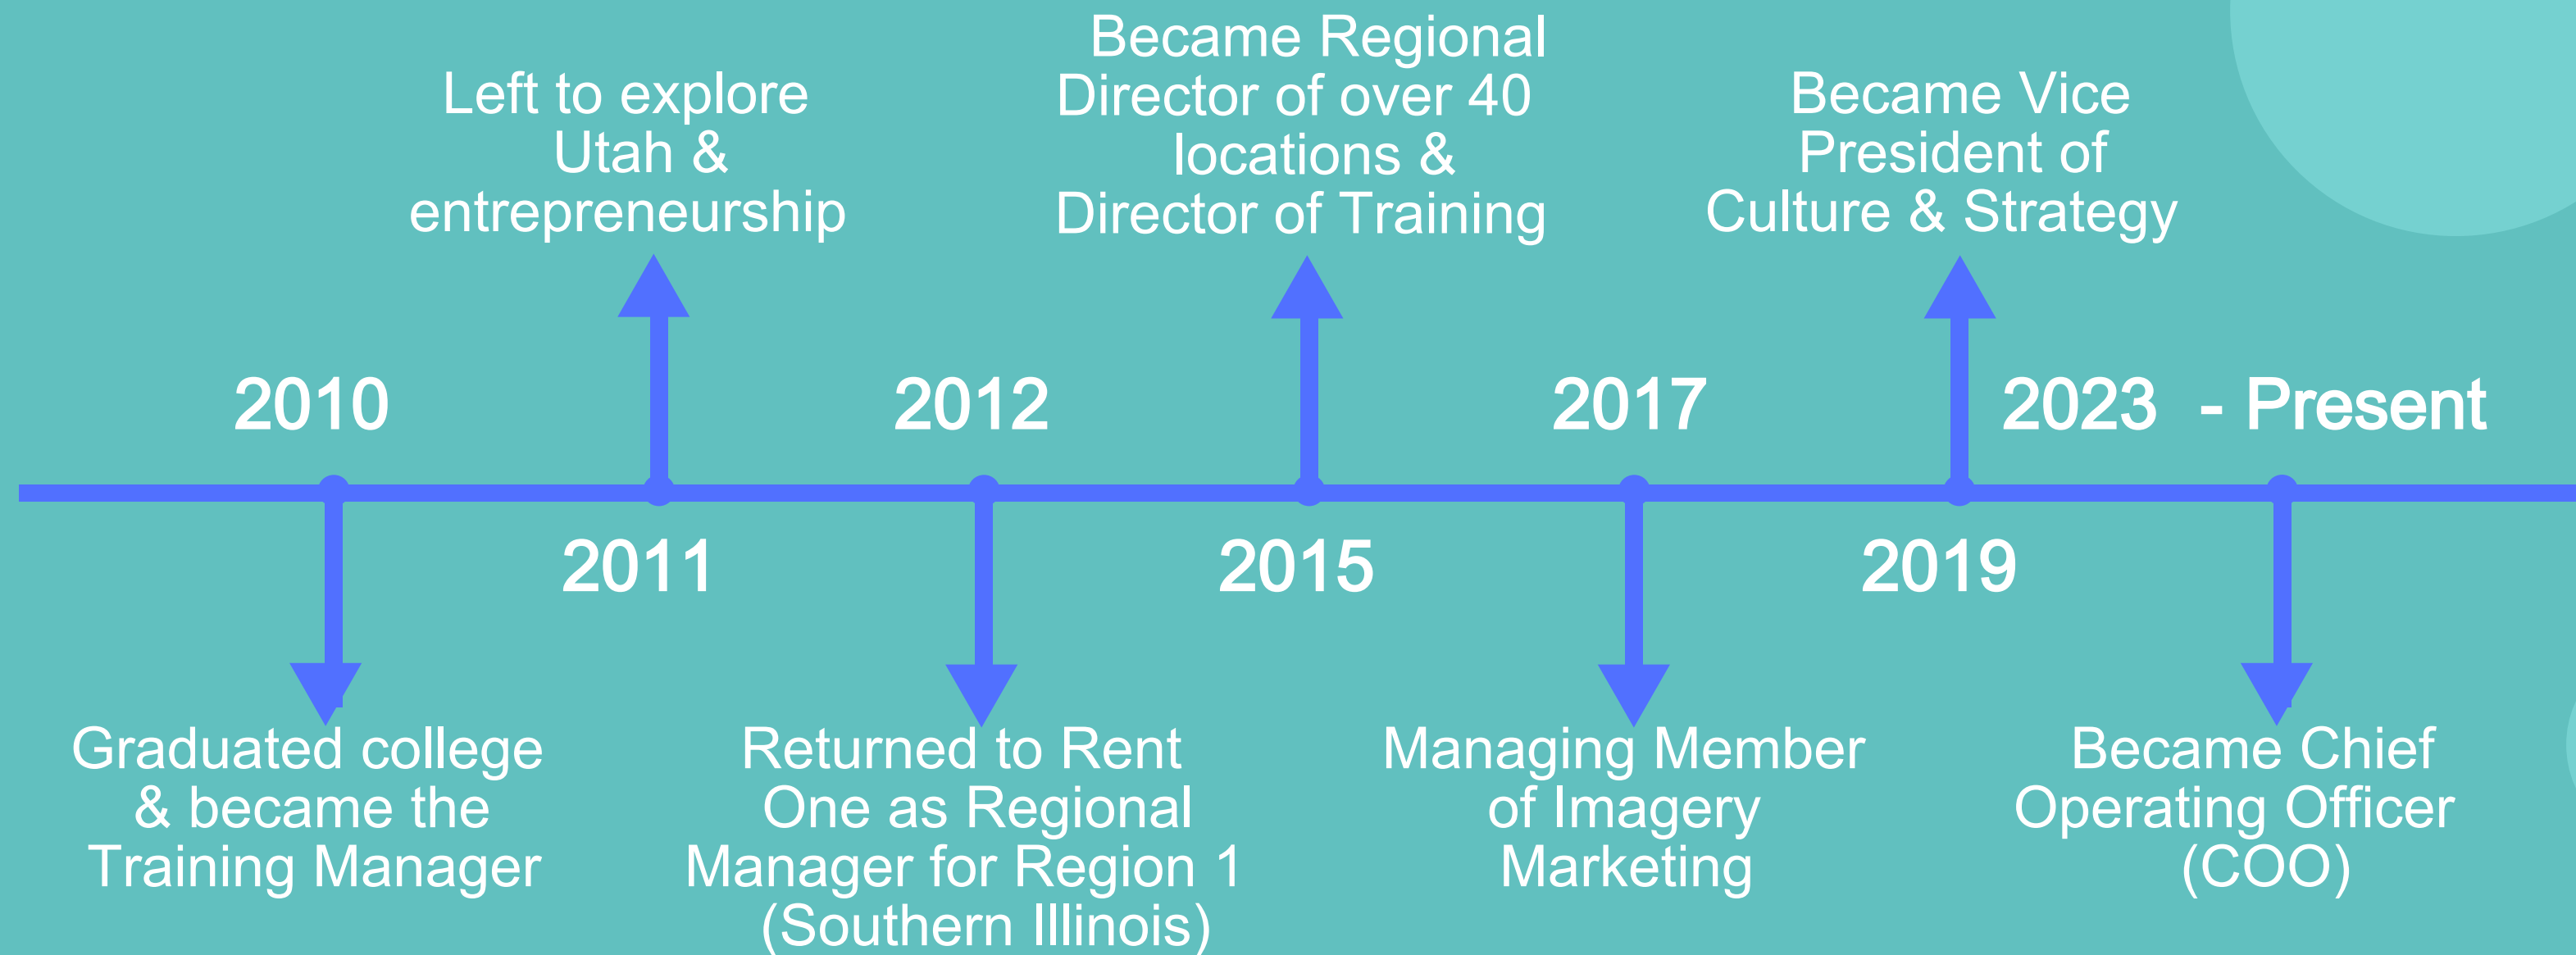 2010
Graduated college
& became the
Training Manager
Left to explore
Utah &
entrepreneurship
2011
2012
Returned to Rent
One as Regional
Manager for Region 1
(Southern Illinois)
Became Regional
Director of over 40
locations &
Director of Training
2015
2017
Managing Member
of Imagery
Marketing
Became Vice
President of
Culture & Strategy
2019
2023 - Present
Became Chief
Operating Officer
(COO)